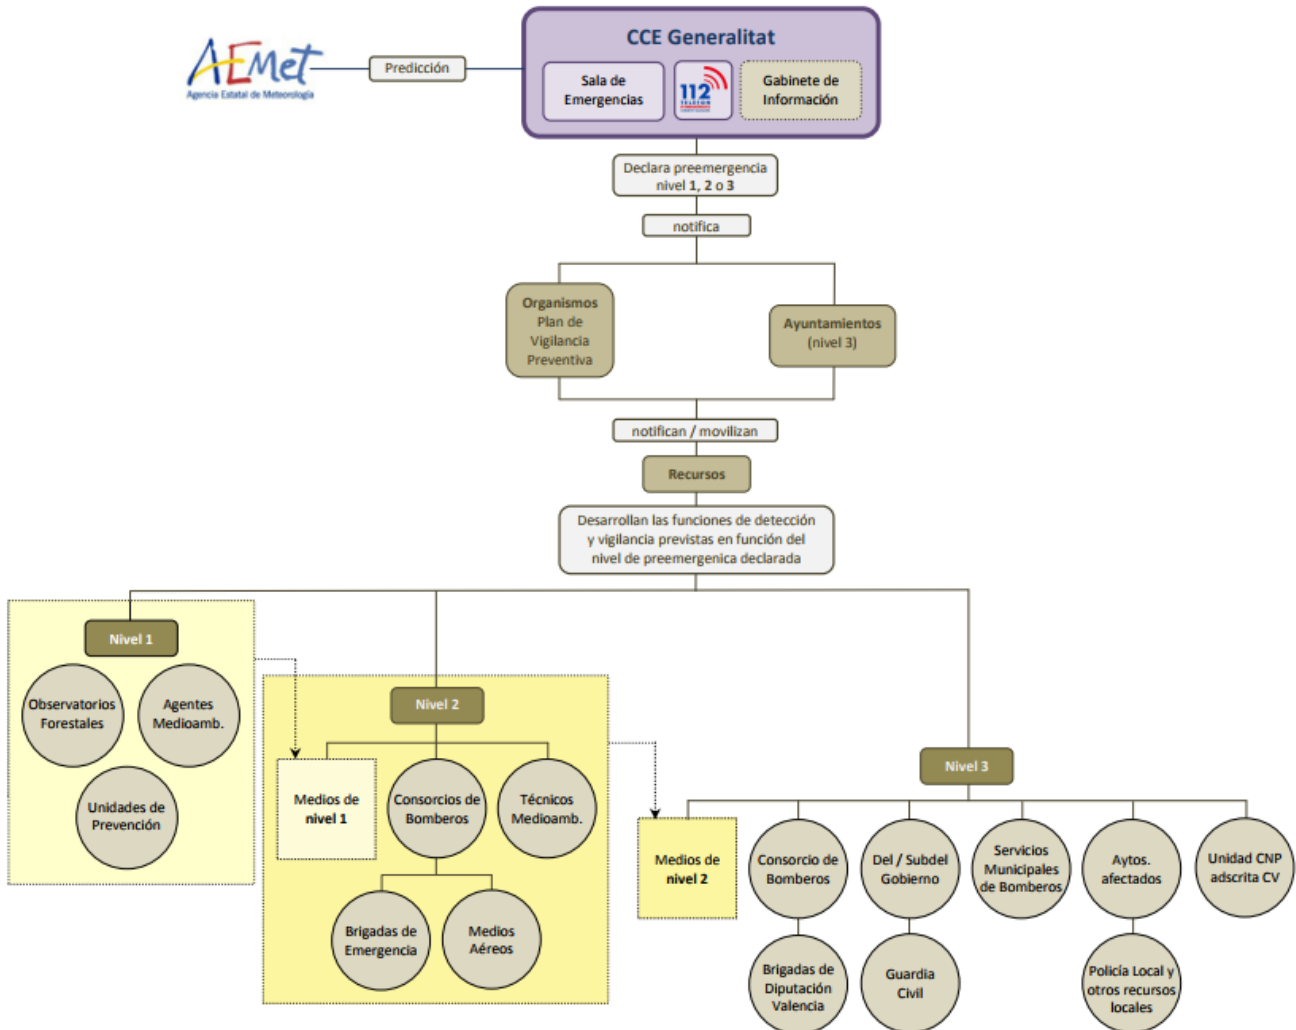 AEMet
Agencia Estatal de Meteorología
Predicción
CCE Generalitat
Sala de
Emergencias
112
Gabinete de
Información
Declara preemergencia
nivel 1, 2 o 3
notifica
Organismos
Plan de
Vigilancia
Preventiva
Ayuntamientos
(nivel 3)
notifican / movilizan
Recursos
Desarrollan las funciones de detección
y vigilancia previstas en función del
nivel de preemergenica declarada
Nivel 1
Observatorios
Forestales
Agentes
Medioamb.
Unidades de
Prevención
Nivel 2
Medios de
nivel 1
Consorcios de
Bomberos
Técnicos
Medioamb.
Brigadas de
Emergencia
Medios
Aéreos
Nivel 3
Medios de
nivel 2
Consorcio de
Bomberos
Del / Subdel
Gobierno
Servicios
Municipales
de Bomberos
Aytos.
afectados
Unidad CNP
adscrita CV
Brigadas de
Diputación
Valencia
Guardia
Civil
Policía Local y
otros recursos
locales